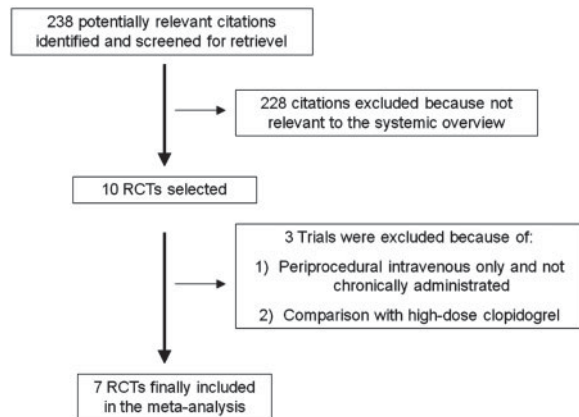 238 potentially relevant citations
identified and screened for retrievel
228 citations excluded because not
relevant to the systemic overview
10 RCTs selected
3 Trials were excluded because of:
1) Periprocedural intravenous only and not
chronically administrated
2) Comparison with high-dose clopidogrel
7 RCTs finally included
in the meta-analysis